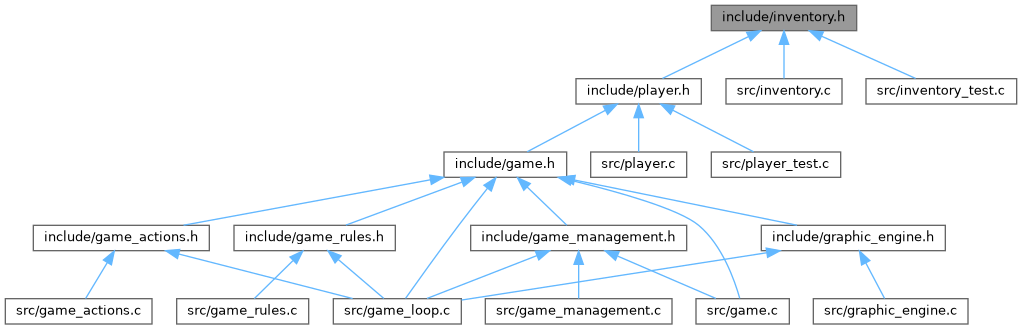 include/inventory.h
include/player.h
src/inventory.c
src/inventory_test.c
include/game.h
src/player.c
src/player_test.c
include/game_actions.h
include/game_rules.h
include/game_management.h
include/graphic_engine.h
src/game_actions.c
src/game_rules.c
src/game_loop.c
src/game_management.c
src/game.c
src/graphic_engine.c